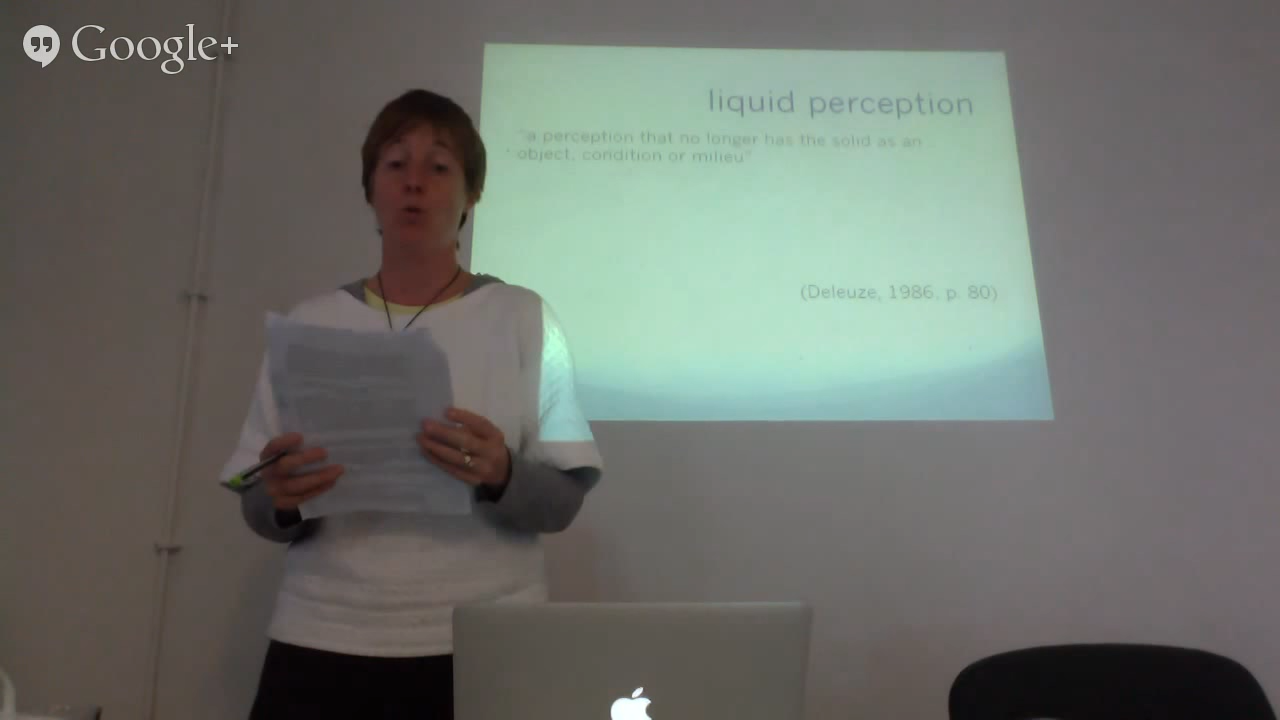 Google+
liquid perception
"a perception that no longer has the solid as an
object, condition or milieu"
(Deleuze, 1986, p. 80)